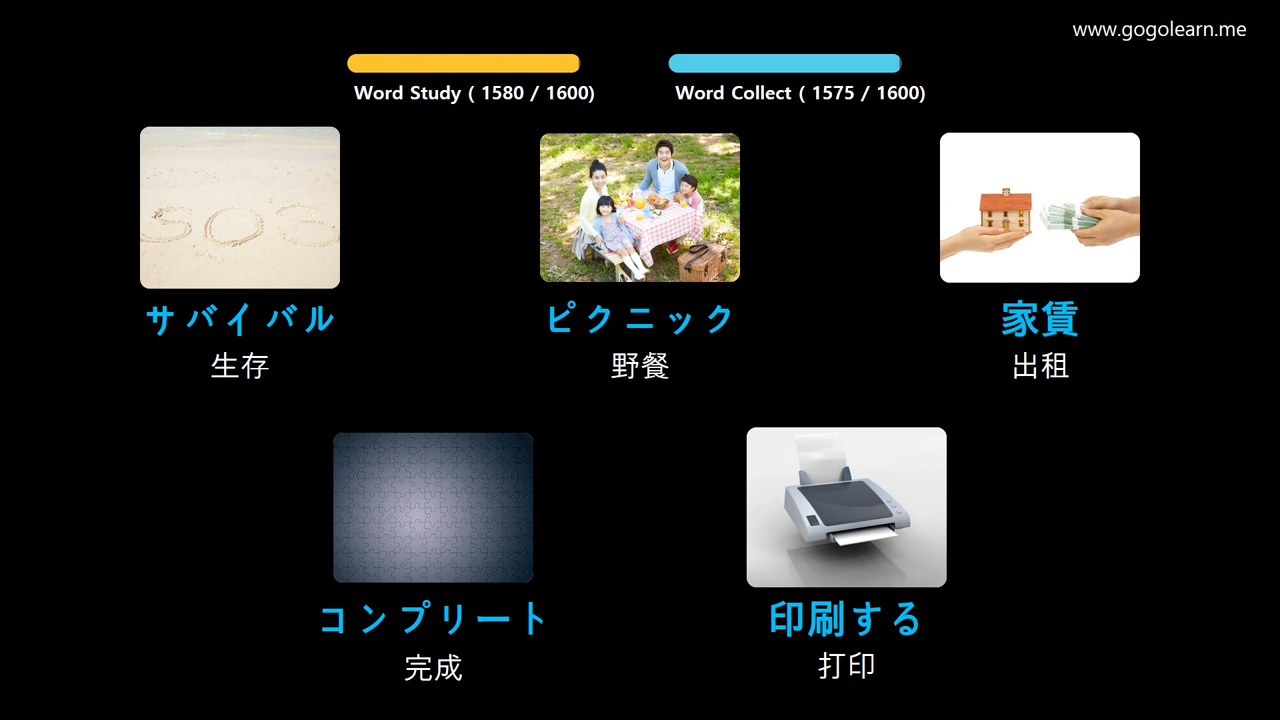 www.gogolearn.me
Word Study ( 1580 / 1600)
Word Collect ( 1575 / 1600)
SOS
サバイバル
生存
ピクニック
野餐
家賃
出租
コンプリート
完成
印刷する
打印